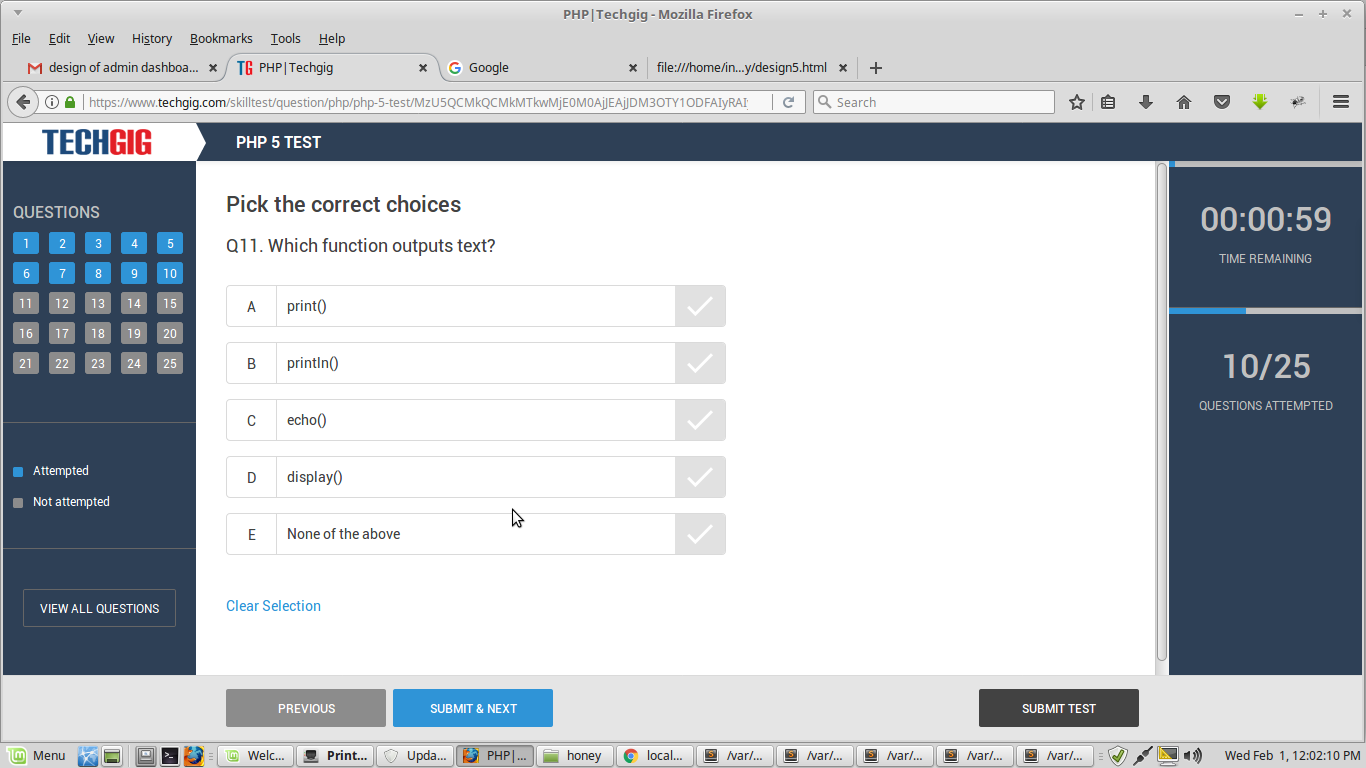 PHP|Techgig - Mozilla Firefox
File Edit View History Bookmarks Tools Help
design of admin dashboa...
PHP|Techgig
Google
file:///home/in...y/design5.html
https://www.techgig.com/skilltest/question/php/php-5-test/
Search
TECHGIG
PHP 5 TEST
QUESTIONS
1 2 3 4 5
6 7 8 9 10
11 12 13 14 15
16 17 18 19 20
21 22 23 24 25
Attempted
Not attempted
VIEW ALL QUESTIONS
Pick the correct choices
Q11. Which function outputs text?
A print()
B println()
C echo()
D display()
E None of the above
Clear Selection
PREVIOUS
SUBMIT & NEXT
SUBMIT TEST
00:00:59
TIME REMAINING
10/25
QUESTIONS ATTEMPTED
Menu
Welc...
Print...
Upda...
PHP|...
honey
local...
/var/...
/var/...
/var/...
/var/...
/var/...
Wed Feb 1, 12:02:10 PM